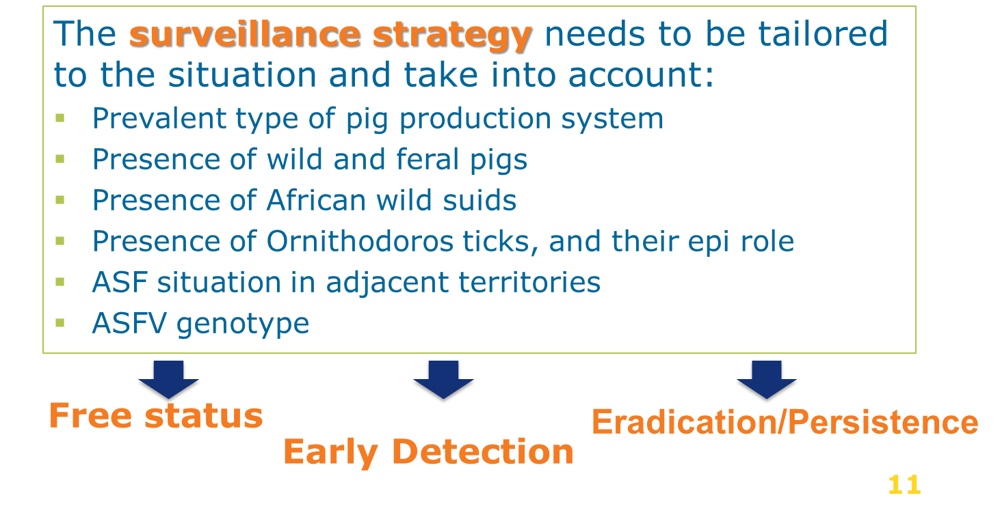 The surveillance strategy needs to be tailored
to the situation and take into account:
▪ Prevalent type of pig production system
▪ Presence of wild and feral pigs
▪ Presence of African wild suids
▪ Presence of Ornithodoros ticks, and their epi role
▪ ASF situation in adjacent territories
▪ ASFV genotype
Free status
Early Detection
Eradication/Persistence
11